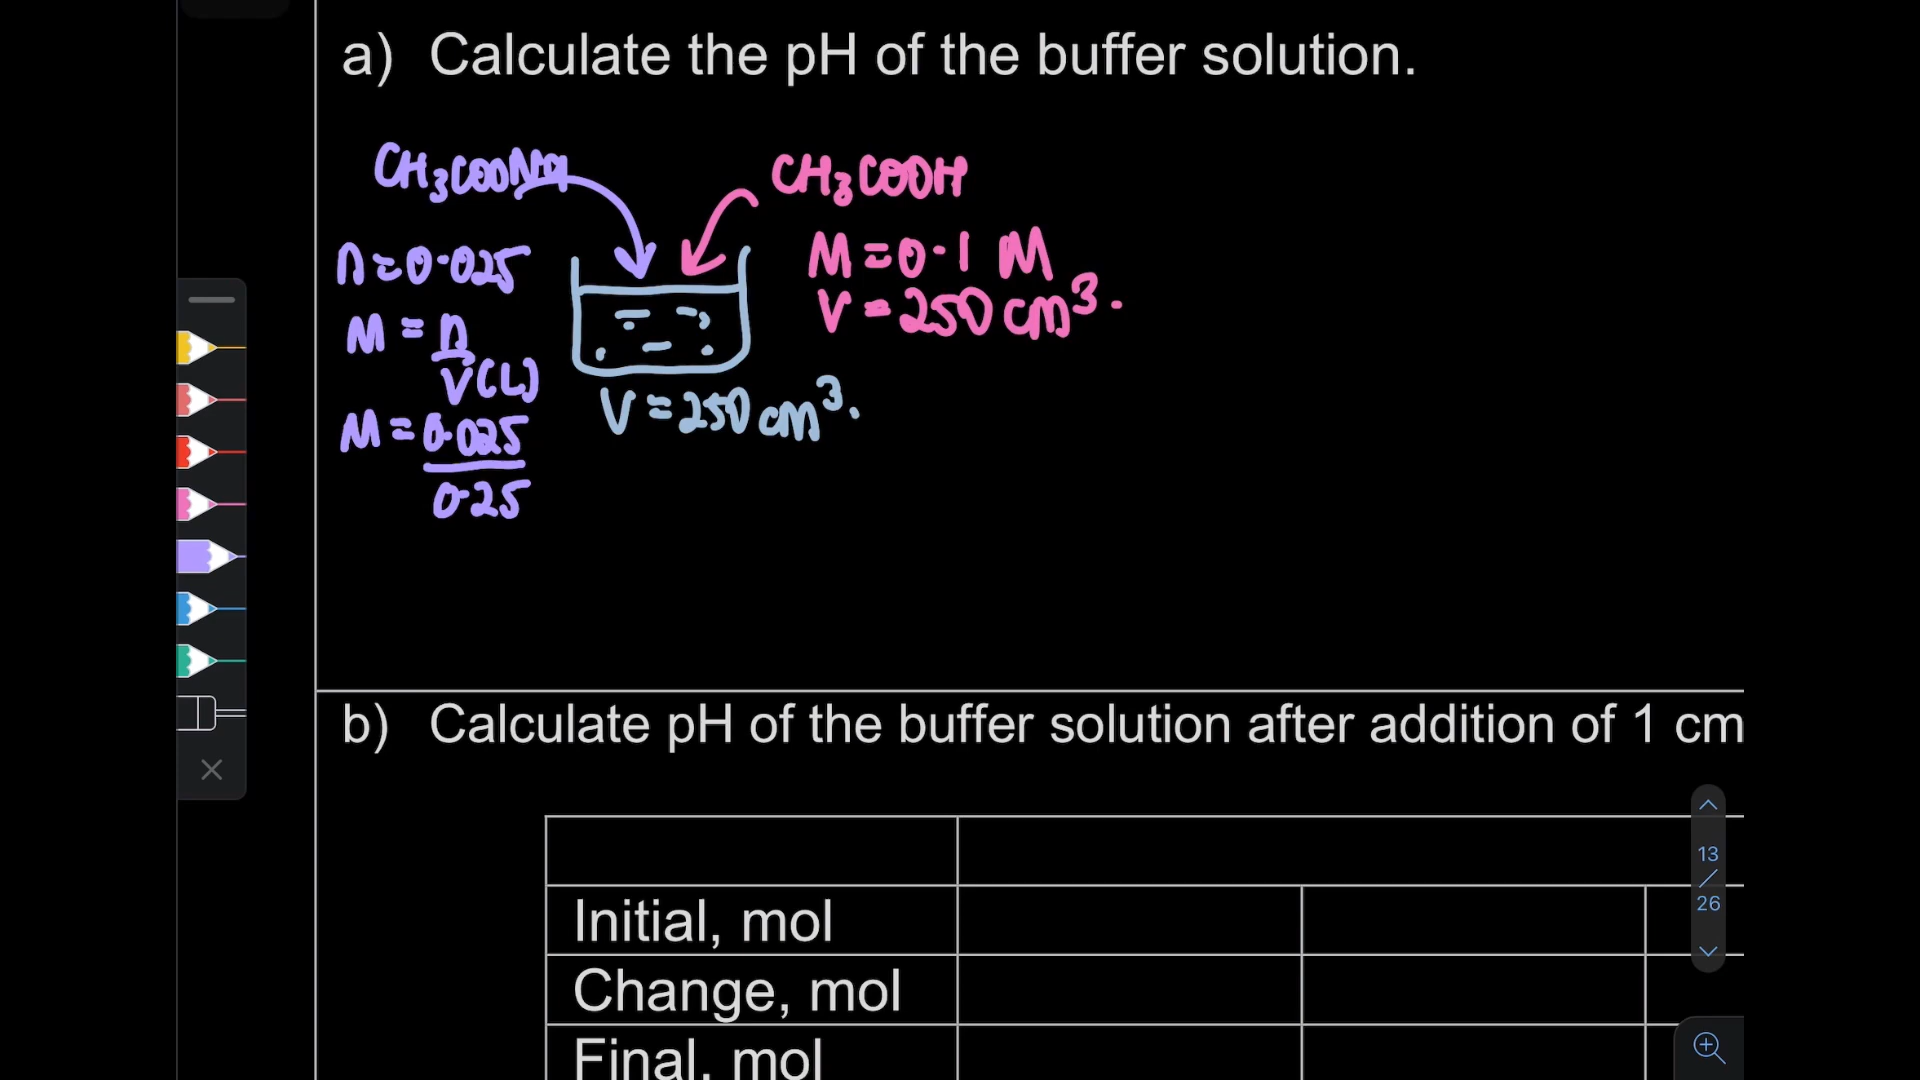 a) Calculate the pH of the buffer solution.
CH3COONa
CH3COOH
n=0.025
M=0.1 M
V=250 cm³.
M=n
V(L)
M=0.025
0.25
V=250 cm³.
b) Calculate pH of the buffer solution after addition of 1 cm
13
/
26
Initial, mol
Change, mol
Final, mol